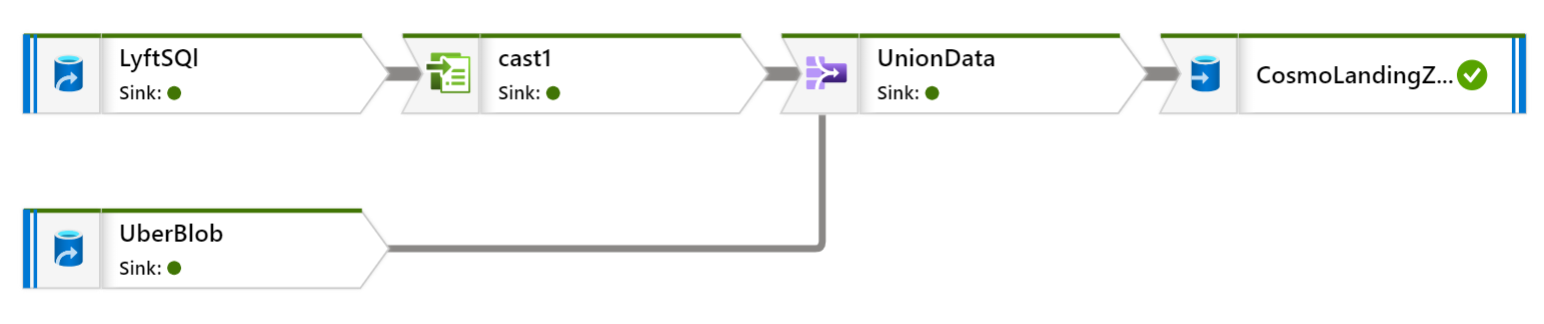 LyftSQl
Sink:
cast1
Sink:
UnionData
Sink:
CosmoLandingZ...
UberBlob
Sink: